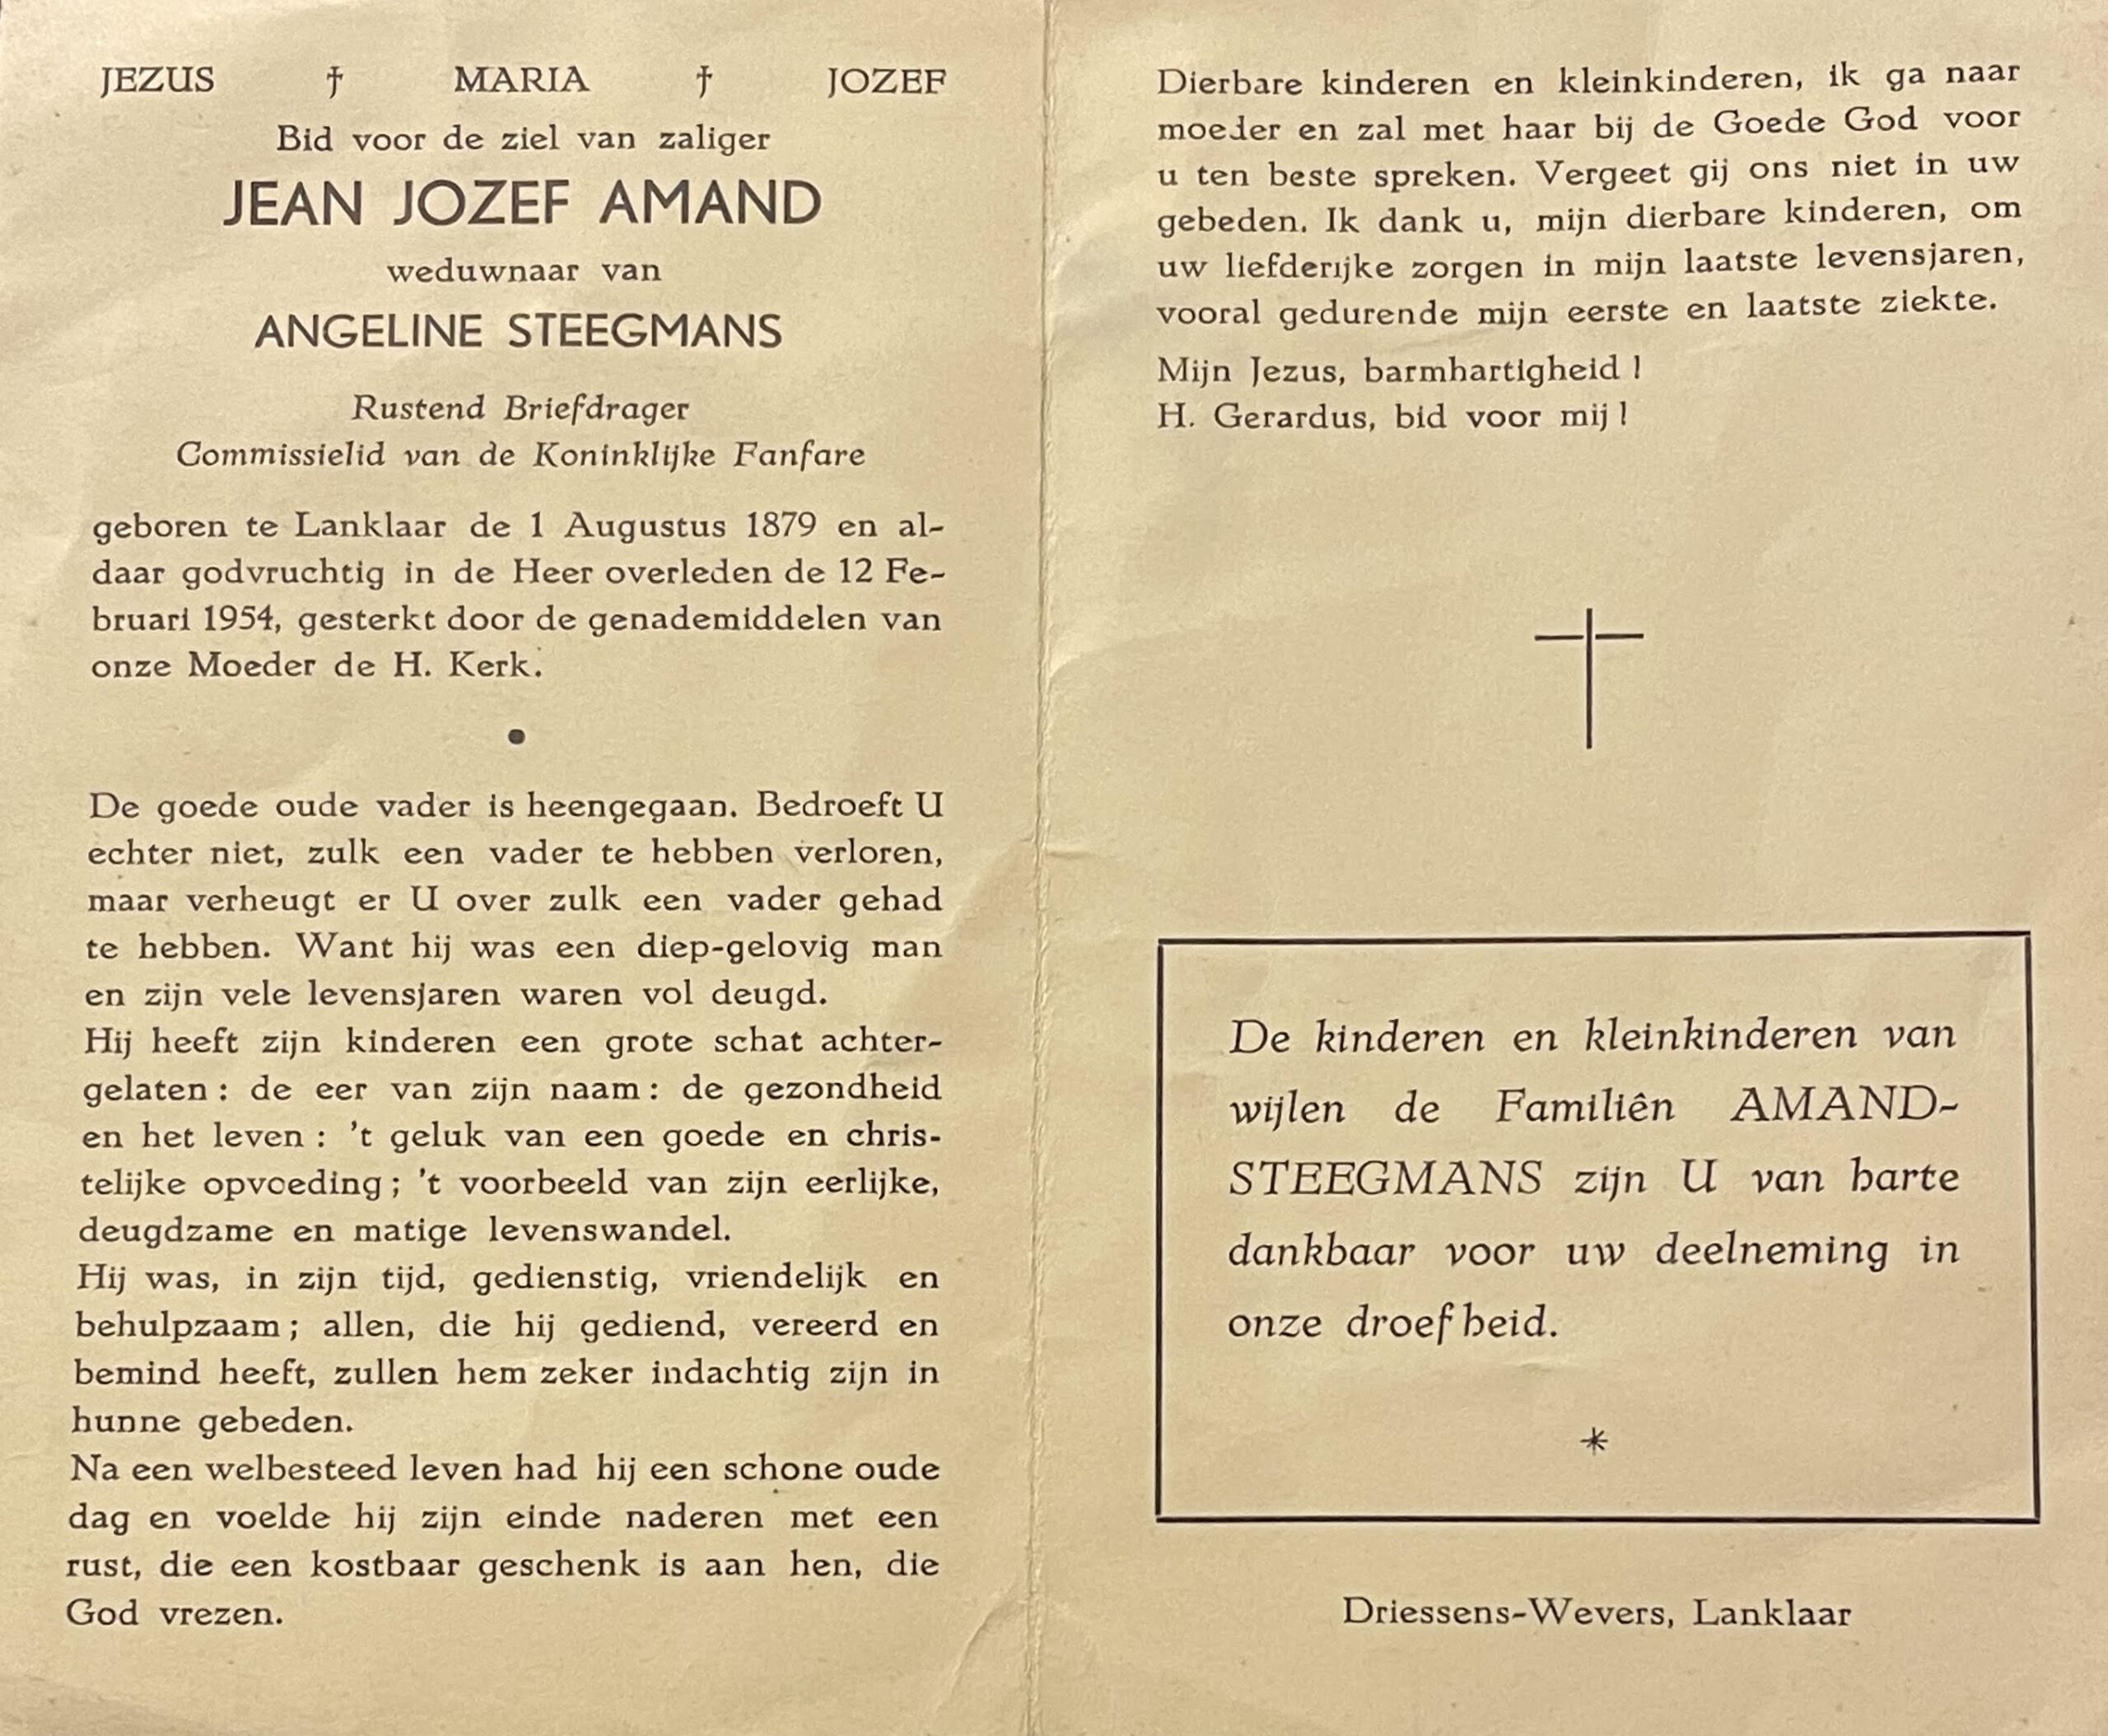 JEZUS † MARIA † JOZEF
Bid voor de ziel van zaliger
JEAN JOZEF AMAND
weduwnaar van
ANGELINE STEEGMANS
Rustend Briefdrager
Commissielid van de Koninklijke Fanfare
geboren te Lanklaar de 1 Augustus 1879 en al-
daar godvruchtig in de Heer overleden de 12 Fe-
bruari 1954, gesterkt door de genademiddelen van
onze Moeder de H. Kerk.
•
De goede oude vader is heengegaan. Bedroeft U
echter niet, zulk een vader te hebben verloren,
maar verheugt er U over zulk een vader gehad
te hebben. Want hij was een diep-gelovig man
en zijn vele levensjaren waren vol deugd.
Hij heeft zijn kinderen een grote schat achter-
gelaten : de eer van zijn naam : de gezondheid
en het leven : 't geluk van een goede en chris-
telijke opvoeding ; 't voorbeeld van zijn eerlijke,
deugdzame en matige levenswandel.
Hij was, in zijn tijd, gedienstig, vriendelijk en
behulpzaam ; allen, die hij gediend, vereerd en
bemind heeft, zullen hem zeker indachtig zijn in
hunne gebeden.
Na een welbesteed leven had hij een schone oude
dag en voelde hij zijn einde naderen met een
rust, die een kostbaar geschenk is aan hen, die
God vrezen.
Dierbare kinderen en kleinkinderen, ik ga naar
moeder en zal met haar bij de Goede God voor
u ten beste spreken. Vergeet gij ons niet in uw
gebeden. Ik dank u, mijn dierbare kinderen, om
uw liefderijke zorgen in mijn laatste levensjaren,
vooral gedurende mijn eerste en laatste ziekte.
Mijn Jezus, barmhartigheid !
H. Gerardus, bid voor mij !
De kinderen en kleinkinderen van
wijlen de Familiên AMAND-
STEEGMANS zijn U van harte
dankbaar voor uw deelneming in
onze droefheid.
*
Driessens-Wevers, Lanklaar